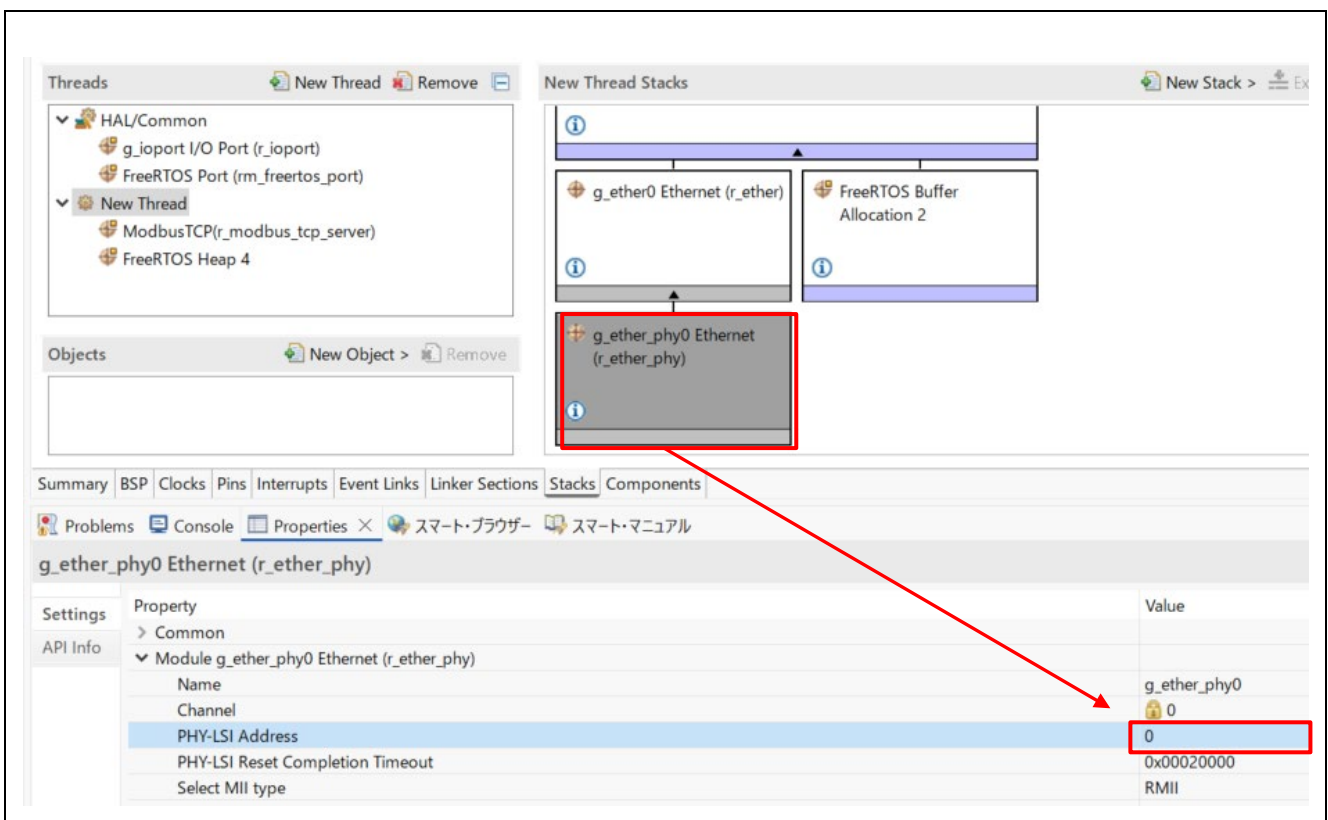 Threads
New Thread
Remove
HAL/Common
g_ioport I/O Port (r_ioport)
FreeRTOS Port (rm_freertos_port)
New Thread
ModbusTCP(r_modbus_tcp_server)
FreeRTOS Heap 4
Objects
New Object >
Remove
New Thread Stacks
New Stack >
Ex
g_ether0 Ethernet (r_ether)
FreeRTOS Buffer
Allocation 2
g_ether_phy0 Ethernet
(r_ether_phy)
Summary BSP Clocks Pins Interrupts Event Links Linker Sections Stacks Components
Problems Console Properties スマート・ブラウザー スマート・マニュアル
g_ether_phy0 Ethernet (r_ether_phy)
Settings
API Info
Property Value
Common
Module g_ether_phy0 Ethernet (r_ether_phy)
Name g_ether_phy0
Channel 0
PHY-LSI Address 0
PHY-LSI Reset Completion Timeout 0x00020000
Select MII type RMII